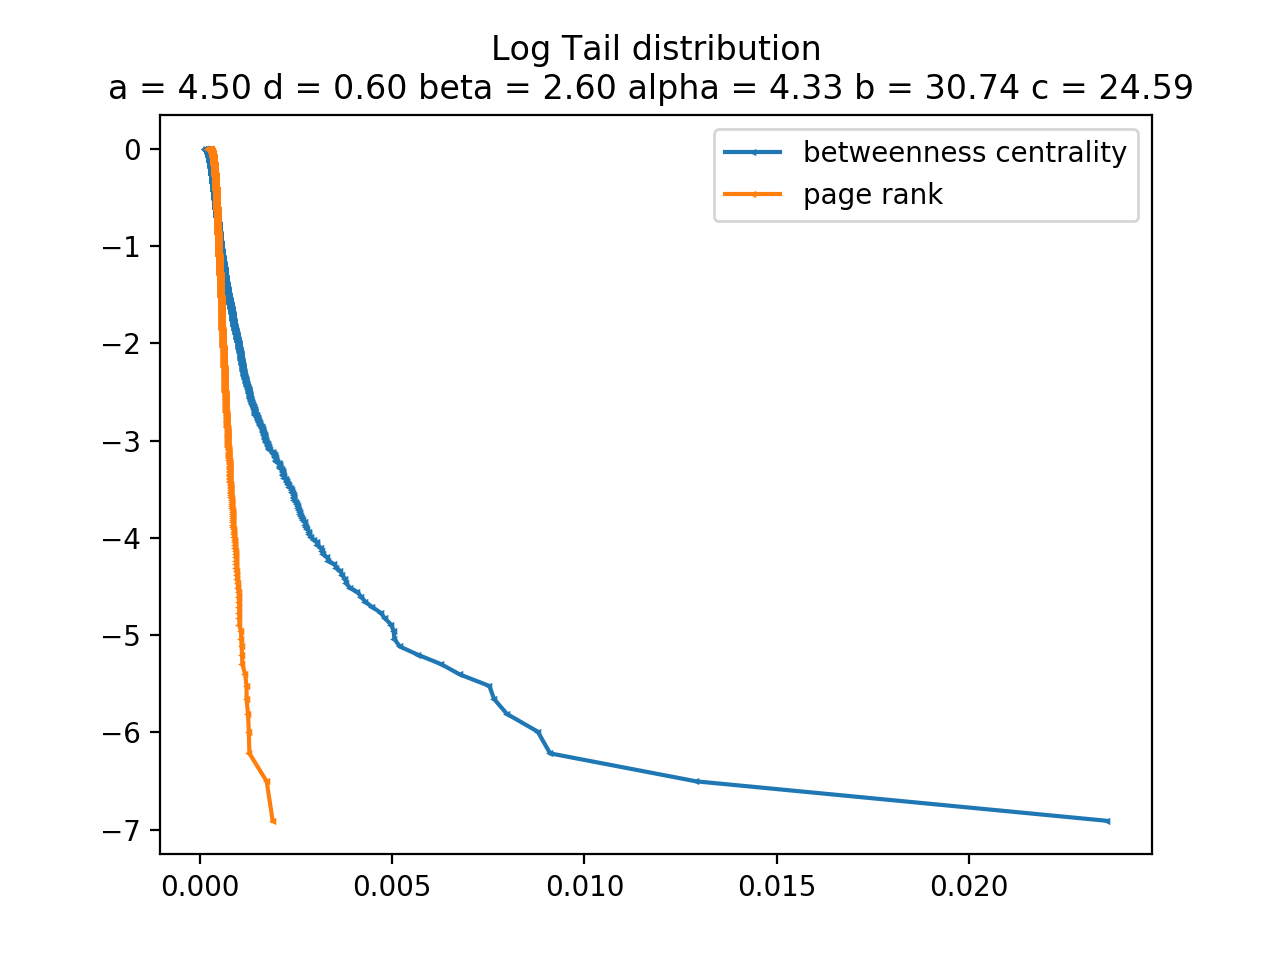 Log Tail distribution
a = 4.50 d = 0.60 beta = 2.60 alpha = 4.33 b = 30.74 c = 24.59
betweenness centrality
page rank
0
−1
−2
−3
−4
−5
−6
−7
0.000 0.005 0.010 0.015 0.020